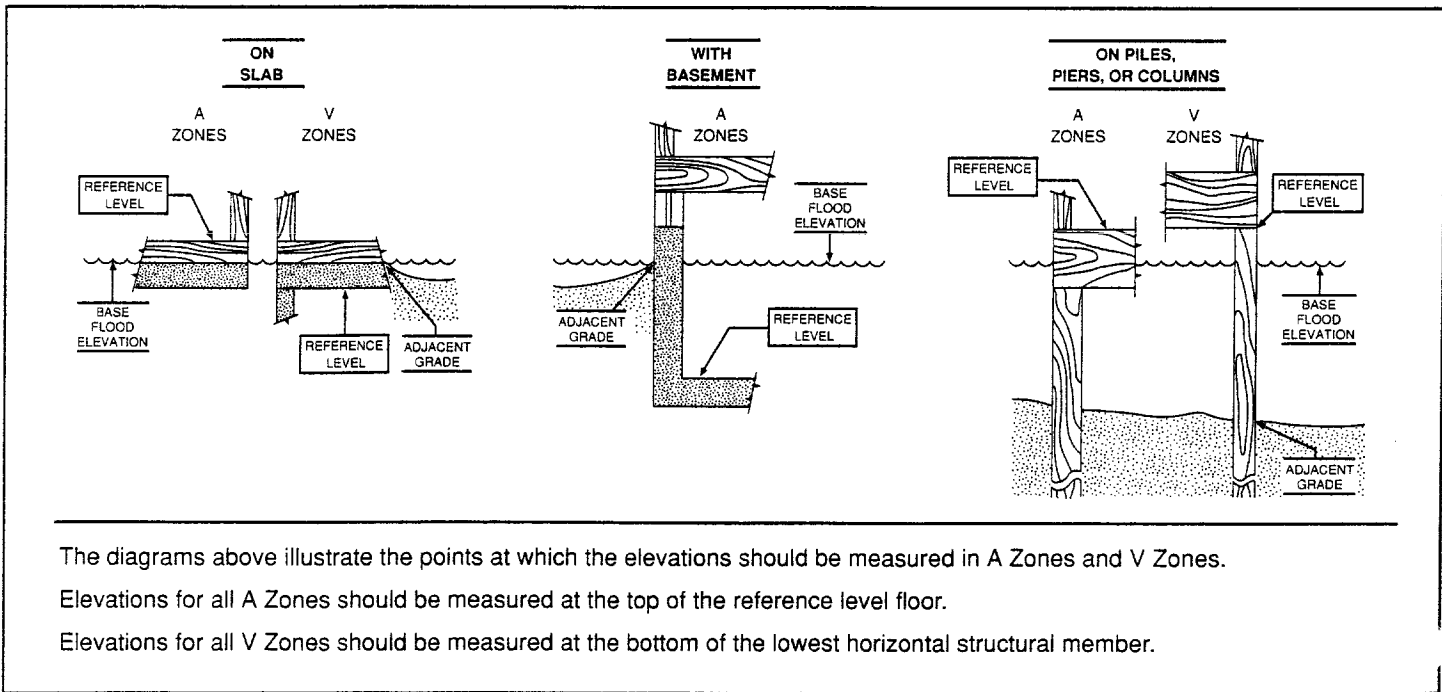 ON
SLAB
A
ZONES
V
ZONES
REFERENCE
LEVEL
BASE
FLOOD
ELEVATION
REFERENCE
LEVEL
ADJACENT
GRADE
WITH
BASEMENT
A
ZONES
BASE
FLOOD
ELEVATION
ADJACENT
GRADE
REFERENCE
LEVEL
ON PILES,
PIERS, OR COLUMNS
A
ZONES
V
ZONES
REFERENCE
LEVEL
REFERENCE
LEVEL
BASE
FLOOD
ELEVATION
ADJACENT
GRADE
The diagrams above illustrate the points at which the elevations should be measured in A Zones and V Zones.
Elevations for all A Zones should be measured at the top of the reference level floor.
Elevations for all V Zones should be measured at the bottom of the lowest horizontal structural member.